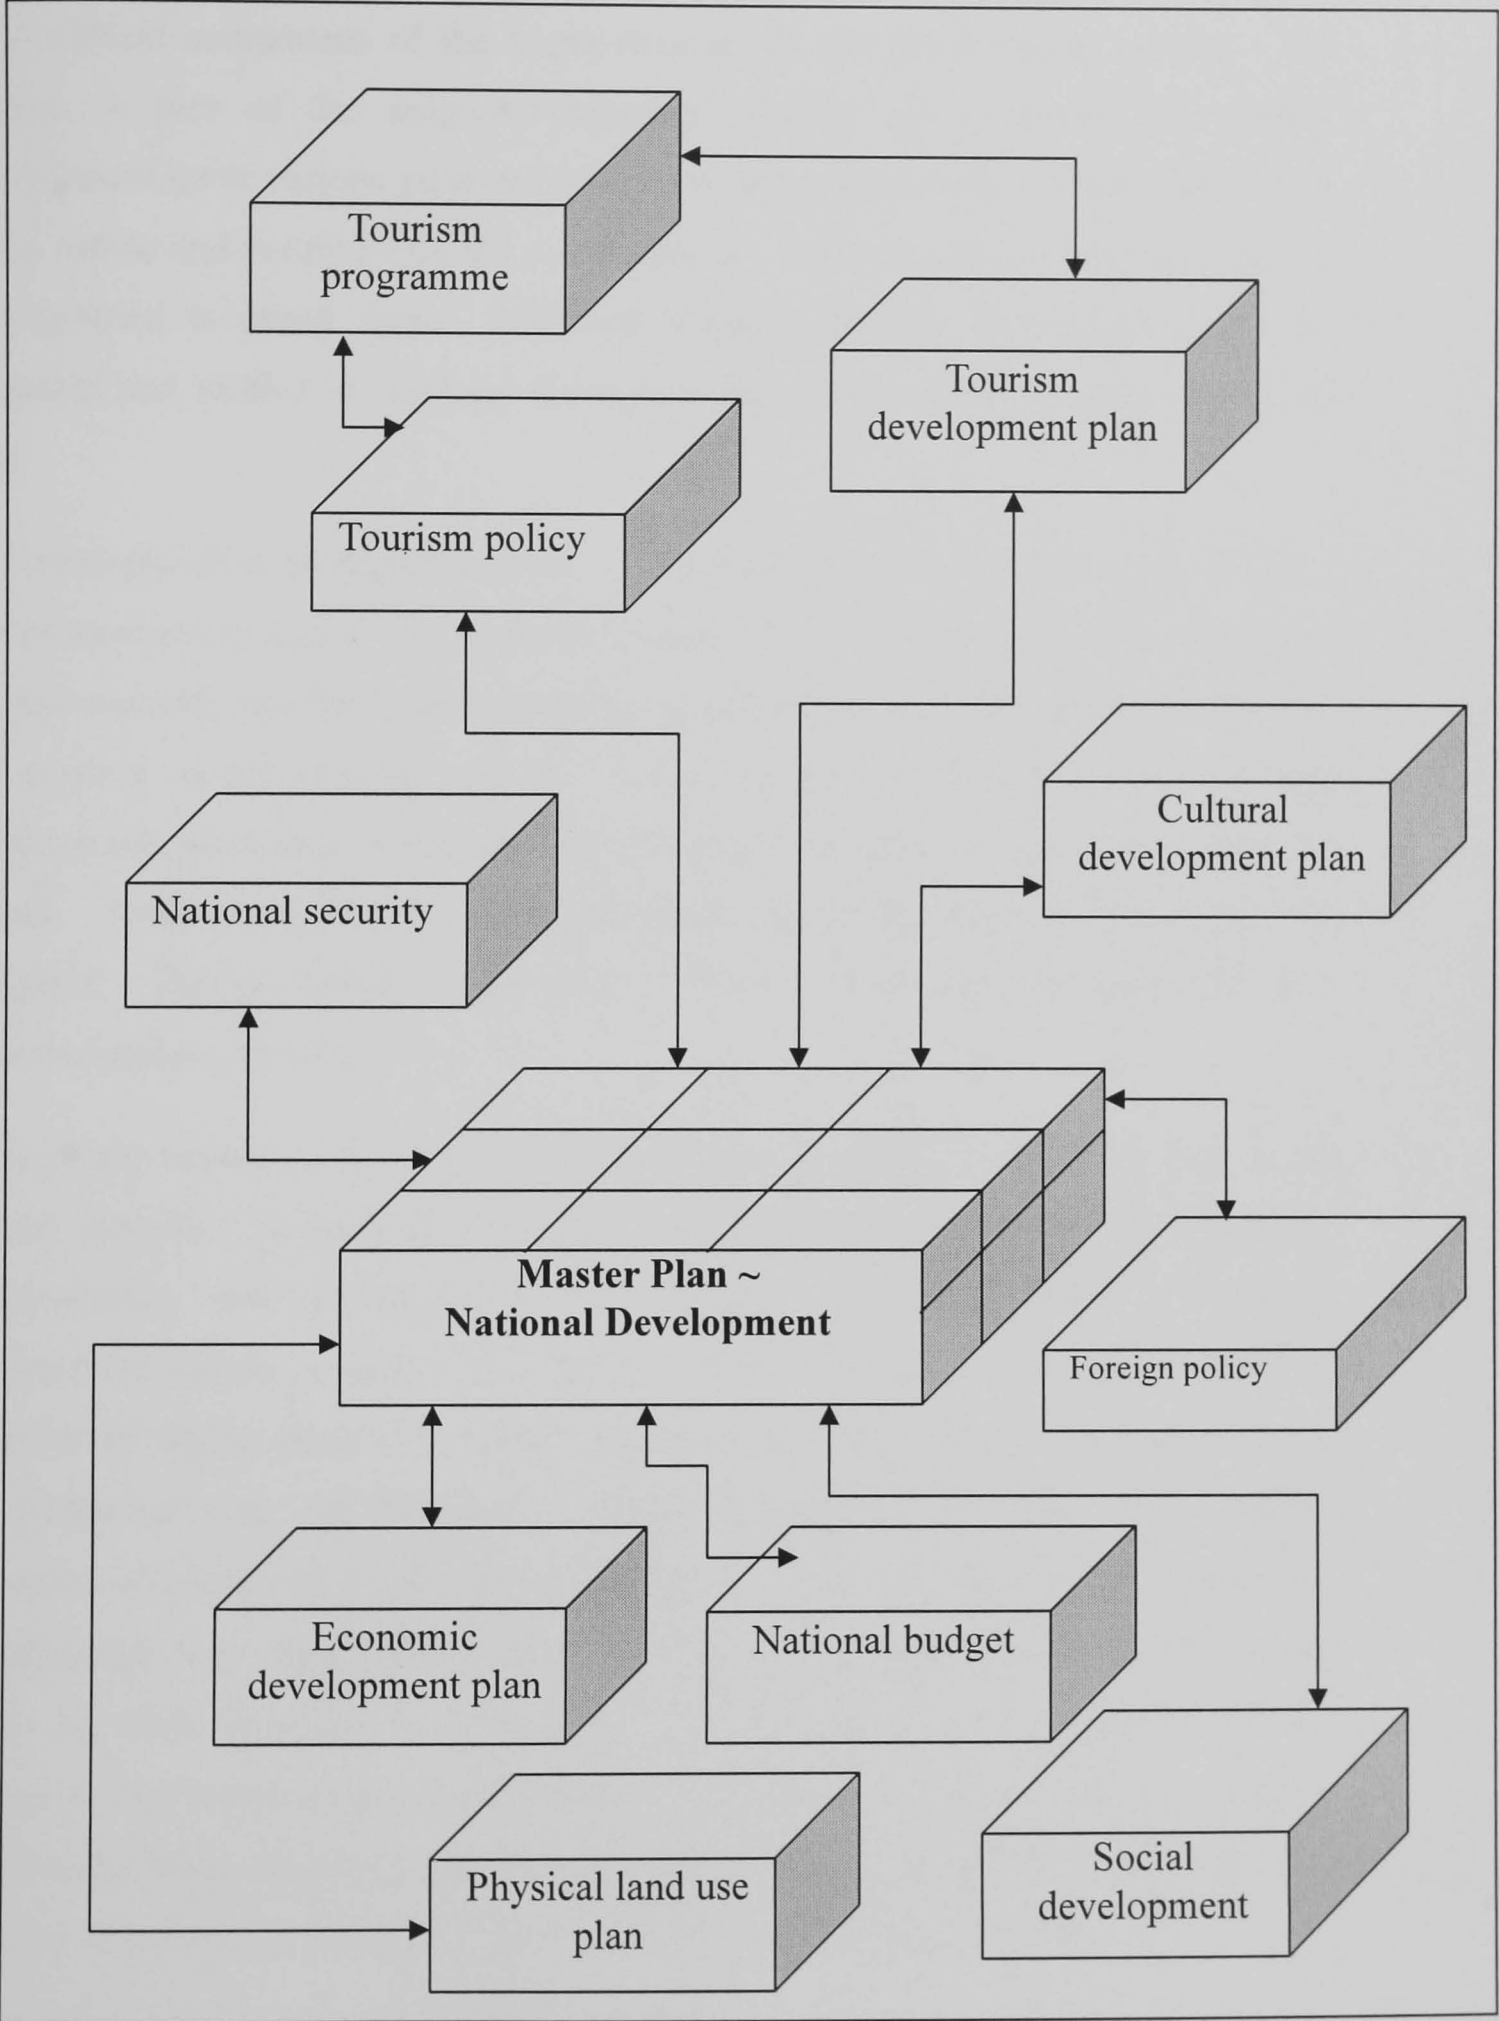 Tourism
programme
Tourism
development plan
Tourism policy
Cultural
development plan
National security
Master Plan ~
National Development
Foreign policy
Economic
development plan
National budget
Social
development
Physical land use
plan